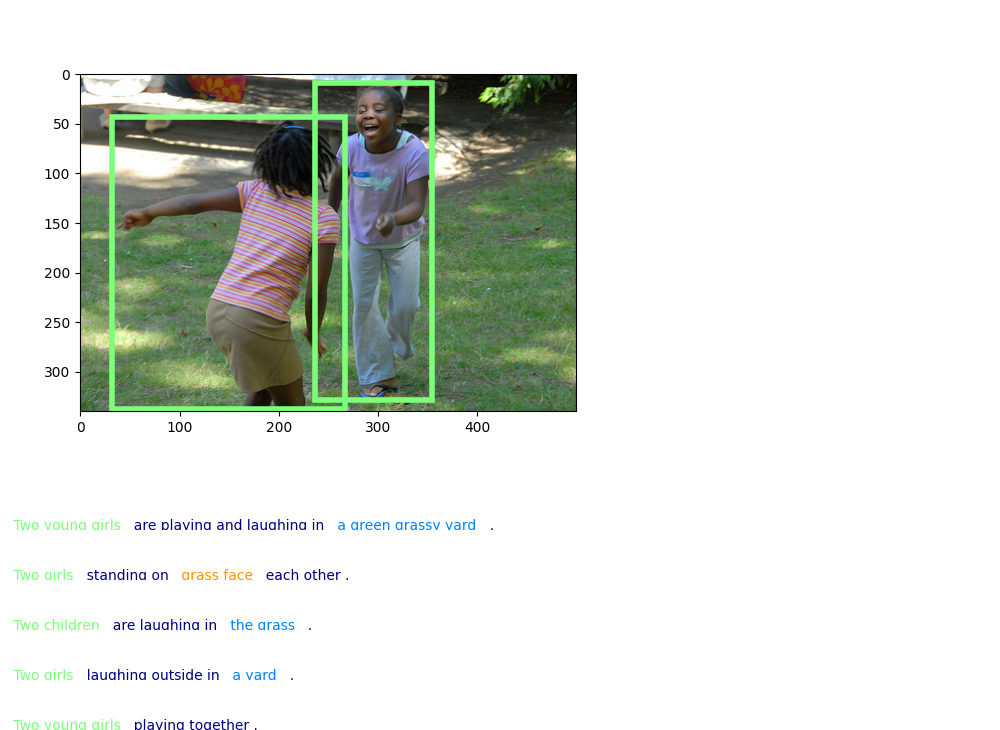 0
50
100
150
200
250
300
0 100 200 300 400
Two young girls are playing and laughing in a green grassy yard .
Two girls standing on grass face each other .
Two children are laughing in the grass .
Two girls laughing outside in a yard .
Two young girls playing together .